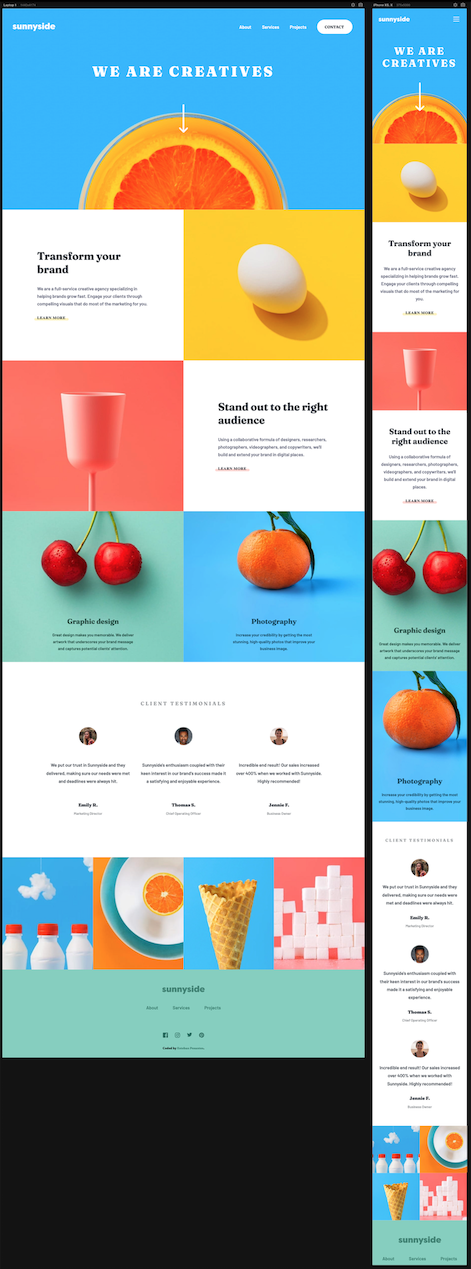 sunnyside
About Services Projects CONTACT
WE ARE CREATIVES
Transform your
brand
We are a full-service creative agency specializing in
helping brands grow fast. Engage your clients through
compelling visuals that do most of the marketing for you.
LEARN MORE
Stand out to the right
audience
Using a collaborative formula of designers, researchers,
photographers, videographers, and copywriters, we'll
build and extend your brand in digital places.
LEARN MORE
Graphic design
Great design makes you memorable. We deliver
artwork that underscores your brand message
and captures potential clients' attention.
Photography
Increase your credibility by getting the most
stunning, high-quality photos that improve your
business image.
CLIENT TESTIMONIALS
We put our trust in Sunnyside and they
delivered, making sure our needs were met
and deadlines were always hit.
Emily R.
Marketing Director
Sunnyside's enthusiasm coupled with their
keen interest in our brand's success made it
a satisfying and enjoyable experience.
Thomas S.
Chief Operating Officer
Incredible end result! Our sales increased
over 400% when we worked with Sunnyside.
Highly recommended!
Jennie F.
Business Owner
sunnyside
About Services Projects
sunnyside
WE ARE
CREATIVES
Transform your
brand
We are a full-service creative agency
specializing in helping brands grow fast.
Engage your clients through compelling
visuals that do most of the marketing for
you.
LEARN MORE
Stand out to the
right audience
Using a collaborative formula of
designers, researchers, photographers,
videographers, and copywriters, we'll
build and extend your brand in digital
places.
LEARN MORE
Graphic design
Great design makes you memorable. We deliver
artwork that underscores your brand message
and captures potential clients' attention.
Photography
Increase your credibility by getting the most
stunning, high-quality photos that improve your
business image.
CLIENT TESTIMONIALS
We put our trust in Sunnyside and they
delivered, making sure our needs were
met and deadlines were always hit.
Emily R.
Marketing Director
Sunnyside's enthusiasm coupled with
their keen interest in our brand's success
made it a satisfying and enjoyable
experience.
Thomas S.
Chief Operating Officer
Incredible end result! Our sales increased
over 400% when we worked with
Sunnyside. Highly recommended!
Jennie F.
Business Owner
sunnyside
About Services Projects